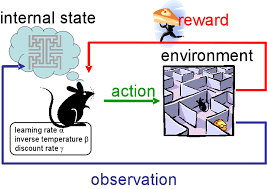 internal state
reward
environment
action
learning rate α
inverse temperature β
discount rate γ
observation